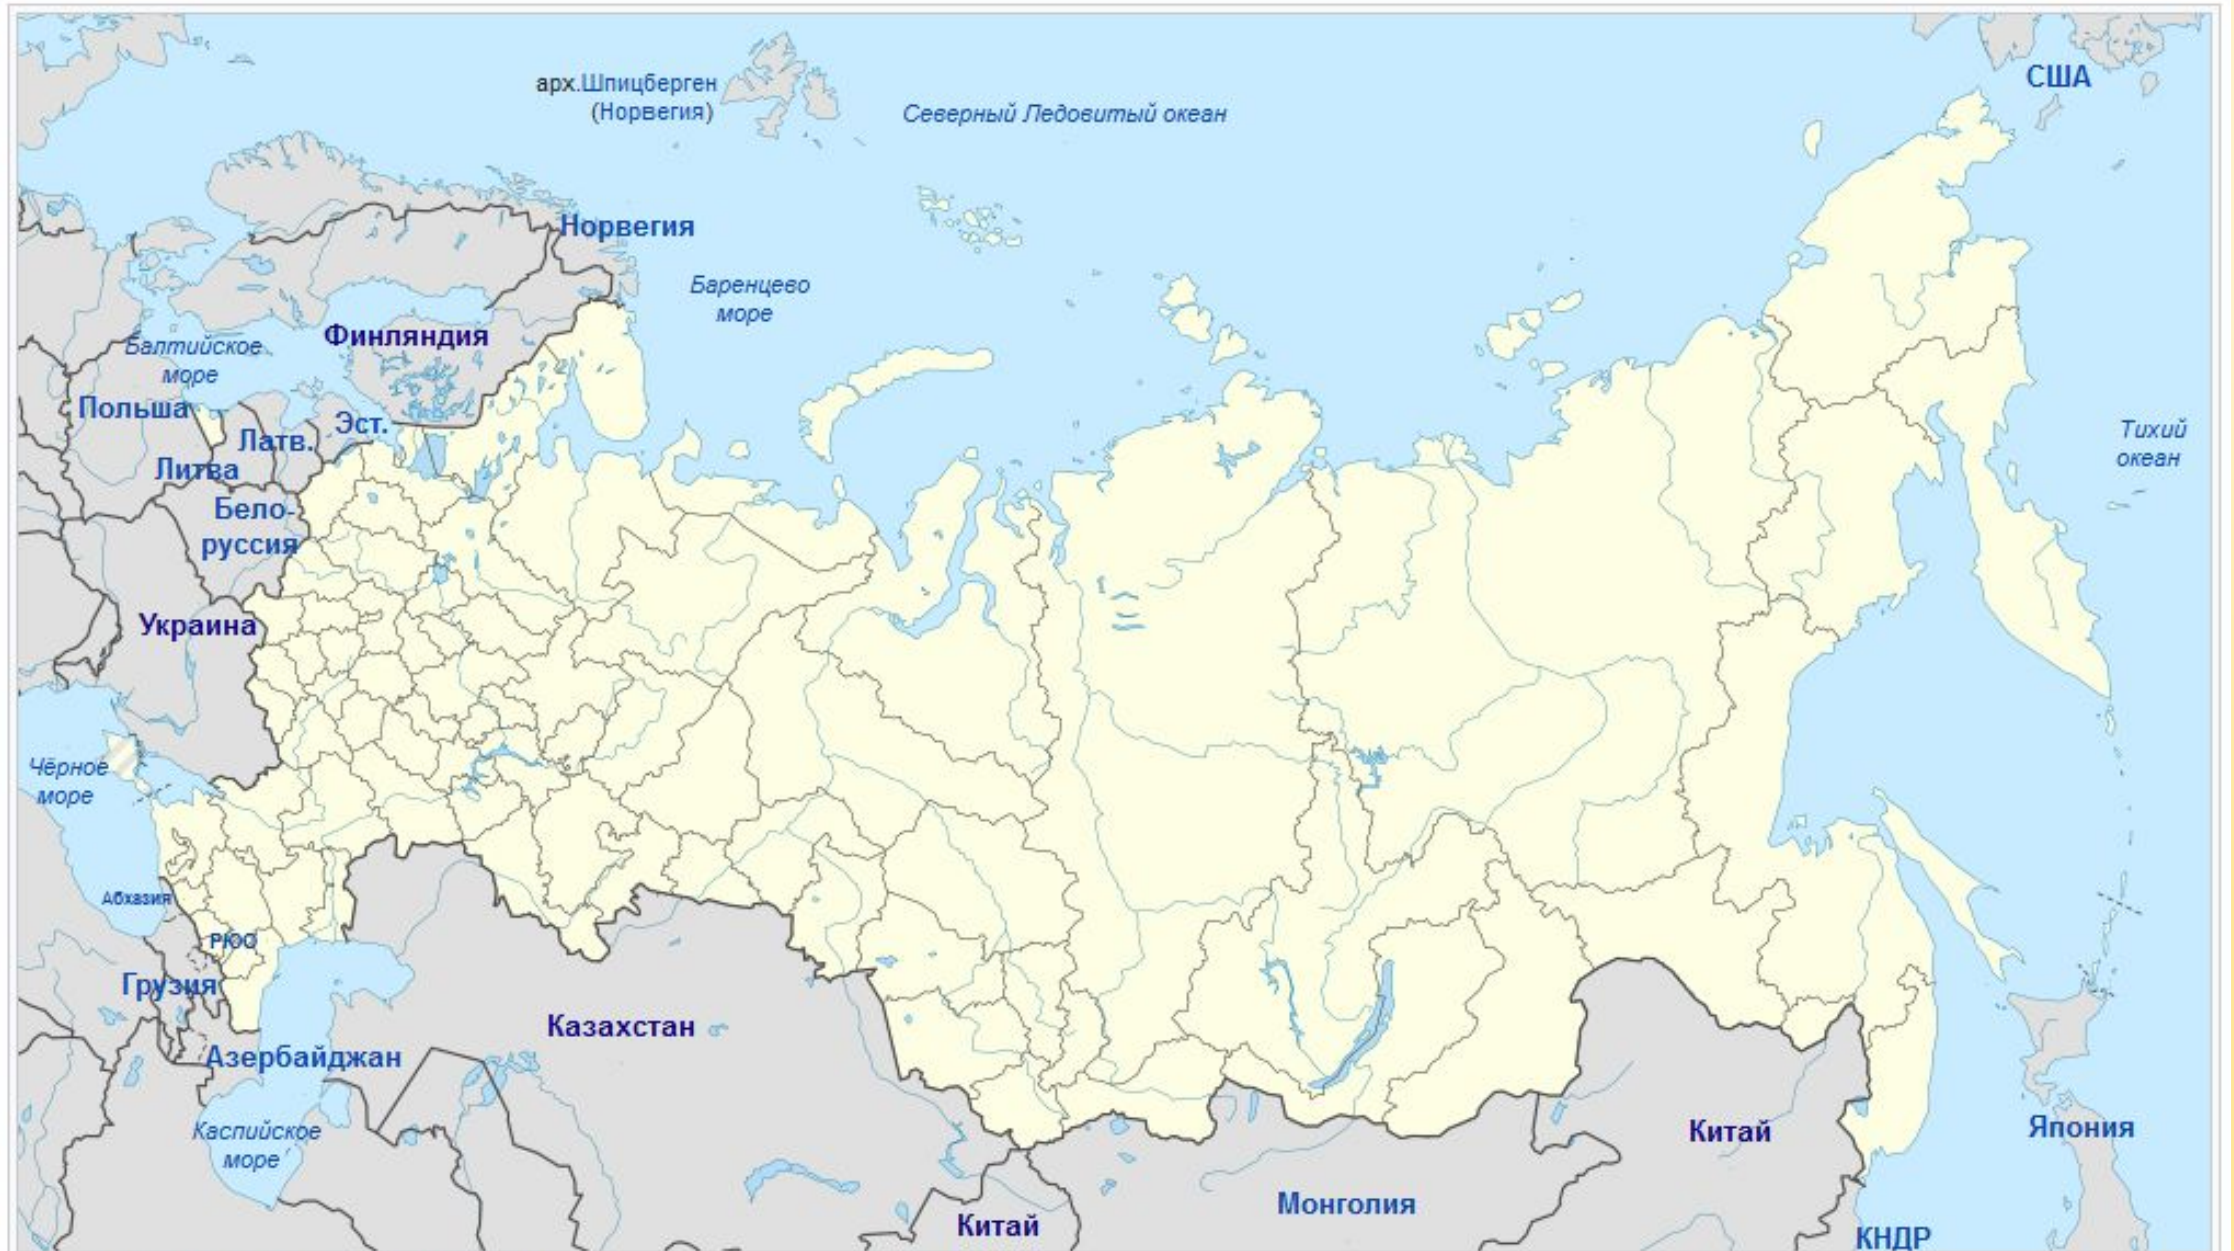 США
арх.Шпицберген
(Норвегия)
Северный Ледовитый океан
Норвегия
Баренцево
море
Финляндия
Балтийское
море
Польша
Эст.
Латв.
Литва
Тихий
океан
Бело-
руссия
Украина
Чёрное
море
Абхазия
РЮО
Грузия
Казахстан
Азербайджан
Каспийское
море
Китай
Япония
Монголия
Китай
КНДР